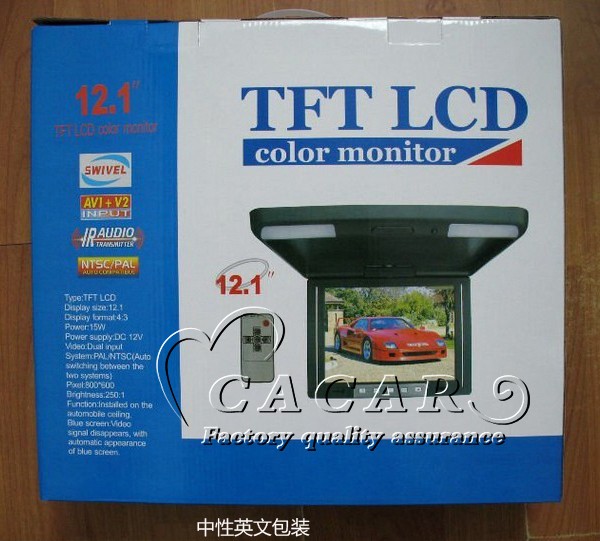 12.1"
TFT LCD color monitor
SWIVEL
AV1+V2
INPUT
IR AUDIO
TRANSMITTER
NTSC/PAL
AUTO COMPATIBLE
Type:TFT LCD
Display size:12.1
Display format:4:3
Power:15W
Power supply:DC 12V
Video:Dual input
System:PAL/NTSC(Auto
switching between the
two systems)
Pixel:800*600
Brightness:250:1
Function:Installed on the
automobile ceiling.
Blue screen:Video
signal disappears, with
automatic appearance
of blue screen.
TFT LCD
color monitor
12.1"
CACAR
Factory quality assurance
中性英文包装